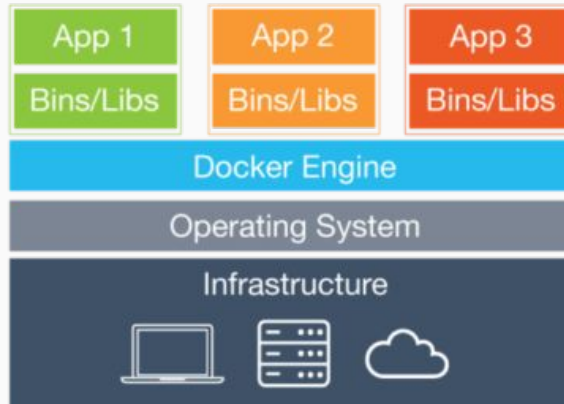 App 1
App 2
App 3
Bins/Libs
Bins/Libs
Bins/Libs
Docker Engine
Operating System
Infrastructure